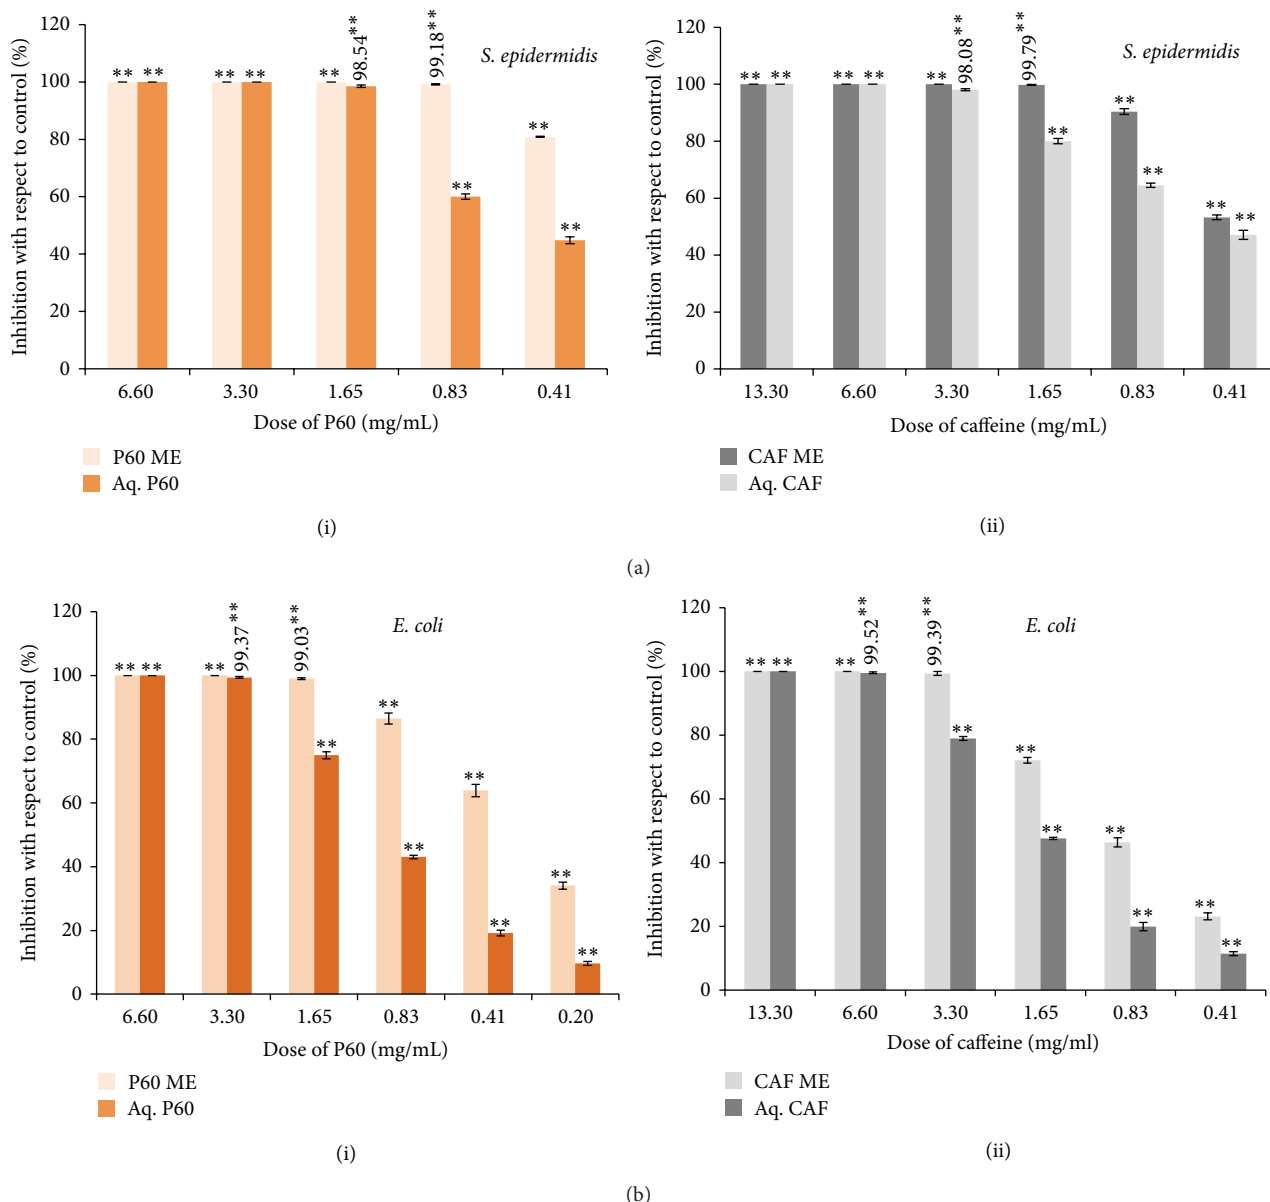 120
100
80
60
40
20
0
Inhibition with respect to control (%)
S. epidermidis
** ** ** ** ** 98.54** 99.18** ** ** **
6.60 3.30 1.65 0.83 0.41
Dose of P60 (mg/mL)
P60 ME
Aq. P60
(i)
120
100
80
60
40
20
0
Inhibition with respect to control (%)
S. epidermidis
** ** ** ** ** 98.08** 99.79** ** ** ** ** **
13.30 6.60 3.30 1.65 0.83 0.41
Dose of caffeine (mg/mL)
CAF ME
Aq. CAF
(ii)
(a)
120
100
80
60
40
20
0
Inhibition with respect to control (%)
E. coli
** ** ** 99.37** 99.03** ** ** ** ** ** ** **
6.60 3.30 1.65 0.83 0.41 0.20
Dose of P60 (mg/mL)
P60 ME
Aq. P60
(i)
120
100
80
60
40
20
0
Inhibition with respect to control (%)
E. coli
** ** ** 99.52** 99.39** ** ** ** ** ** ** **
13.30 6.60 3.30 1.65 0.83 0.41
Dose of caffeine (mg/ml)
CAF ME
Aq. CAF
(ii)
(b)